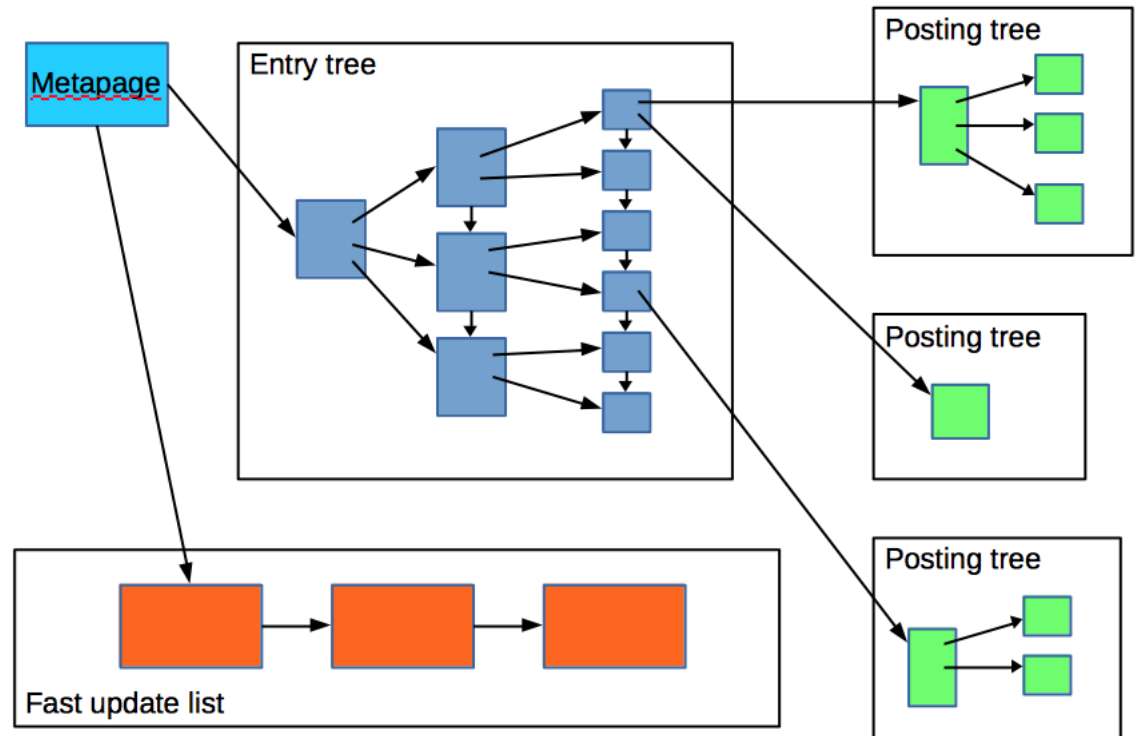 Metapage
Entry tree
Posting tree
Posting tree
Posting tree
Fast update list